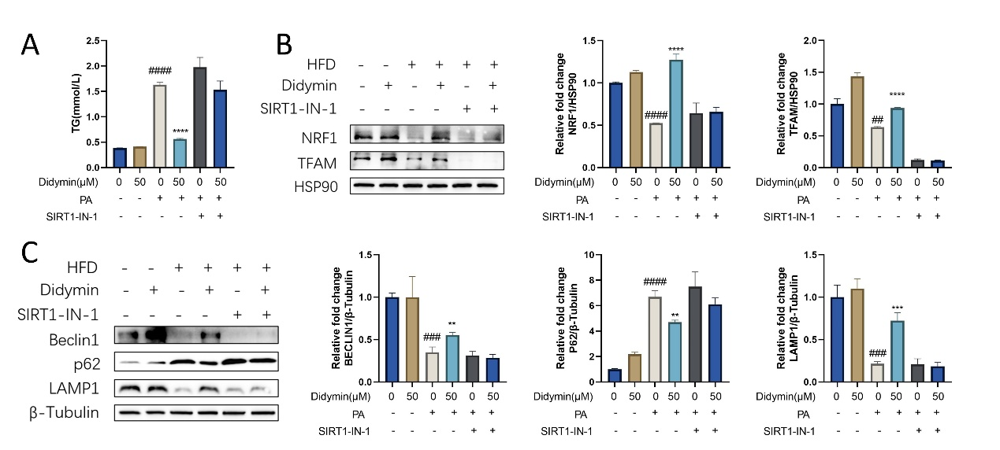 A
TG(mmol/L)
2.5
2.0
1.5
1.0
0.5
0.0
####
****
Didymin(μM) 0 50 0 50 0 50
PA - - + + + +
SIRT1-IN-1 - - - - + +
B
HFD - - + + + +
Didymin - + - + - +
SIRT1-IN-1 - - - - + +
NRF1
TFAM
HSP90
Relative fold change
NRF1/HSP90
1.5
1.0
0.5
0.0
####
****
Didymin(μM) 0 50 0 50 0 50
PA - - + + + +
SIRT1-IN-1 - - - - + +
Relative fold change
TFAM/HSP90
2.0
1.5
1.0
0.5
0.0
##
****
Didymin(μM) 0 50 0 50 0 50
PA - - + + + +
SIRT1-IN-1 - - - - + +
C
HFD - - + + + +
Didymin - + - + - +
SIRT1-IN-1 - - - - + +
Beclin1
p62
LAMP1
β-Tubulin
Relative fold change
BECLIN1/β-Tubulin
1.5
1.0
0.5
0.0
###
**
Didymin(μM) 0 50 0 50 0 50
PA - - + + + +
SIRT1-IN-1 - - - - + +
Relative fold change
P62/β-Tubulin
10
8
6
4
2
0
####
**
Didymin(μM) 0 50 0 50 0 50
PA - - + + + +
SIRT1-IN-1 - - - - + +
Relative fold change
LAMP1/β-Tubulin
1.5
1.0
0.5
0.0
###
***
Didymin(μM) 0 50 0 50 0 50
PA - - + + + +
SIRT1-IN-1 - - - - + +